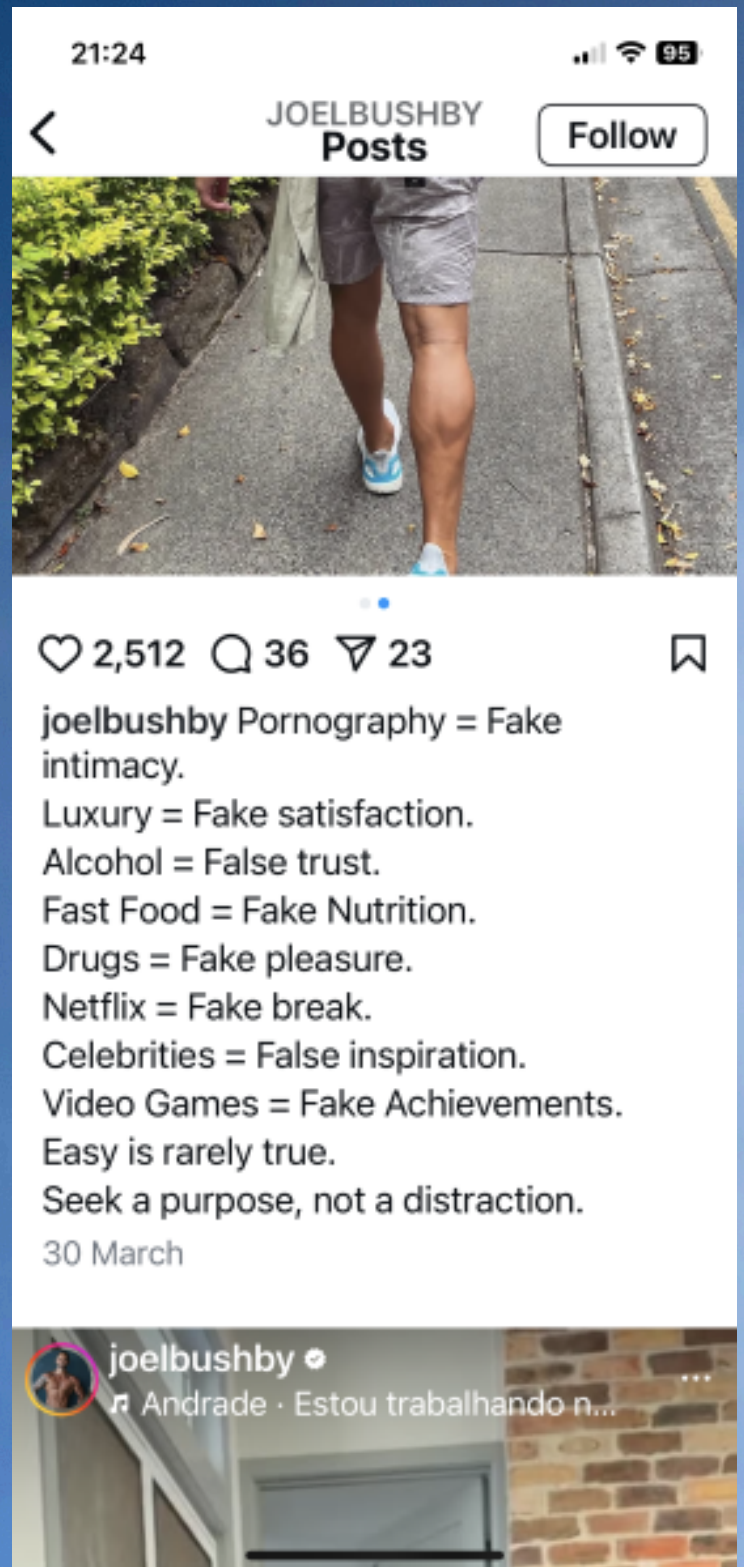 21:24
95
JOELBUSHBY
Posts
Follow
2,512
36
23
joelbushby Pornography = Fake
intimacy.
Luxury = Fake satisfaction.
Alcohol = False trust.
Fast Food = Fake Nutrition.
Drugs = Fake pleasure.
Netflix = Fake break.
Celebrities = False inspiration.
Video Games = Fake Achievements.
Easy is rarely true.
Seek a purpose, not a distraction.
30 March
joelbushby
Andrade · Estou trabalhando n...